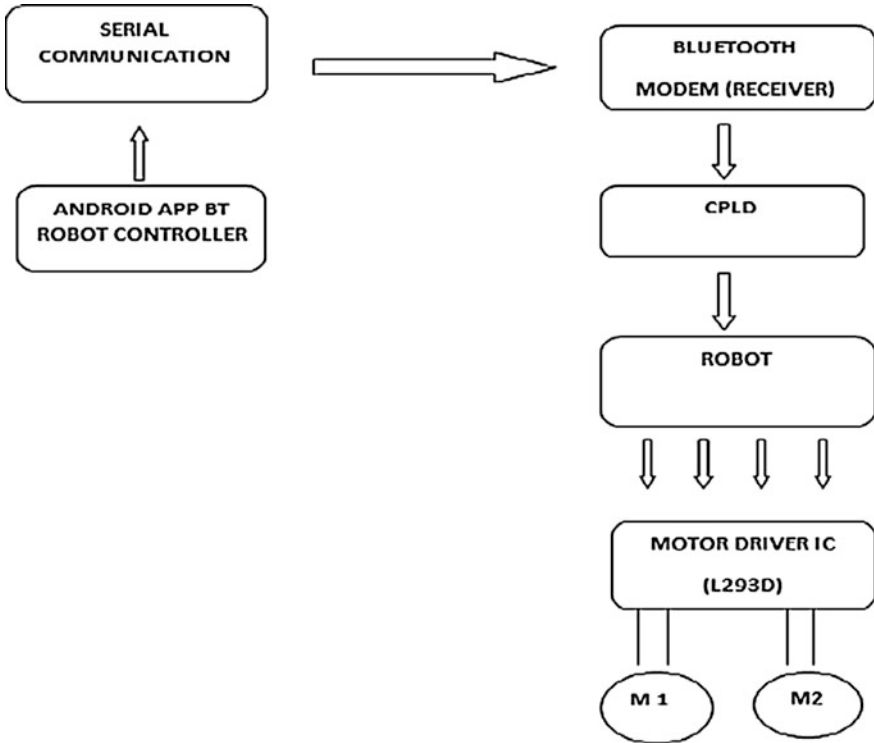 SERIAL
COMMUNICATION
ANDROID APP BT
ROBOT CONTROLLER
BLUETOOTH
MODEM (RECEIVER)
CPLD
ROBOT
MOTOR DRIVER IC
(L293D)
M 1
M2